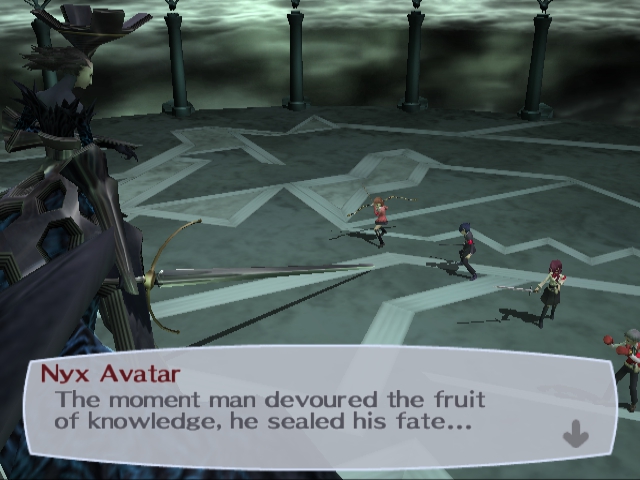 Nyx Avatar
The moment man devoured the fruit
of knowledge, he sealed his fate...